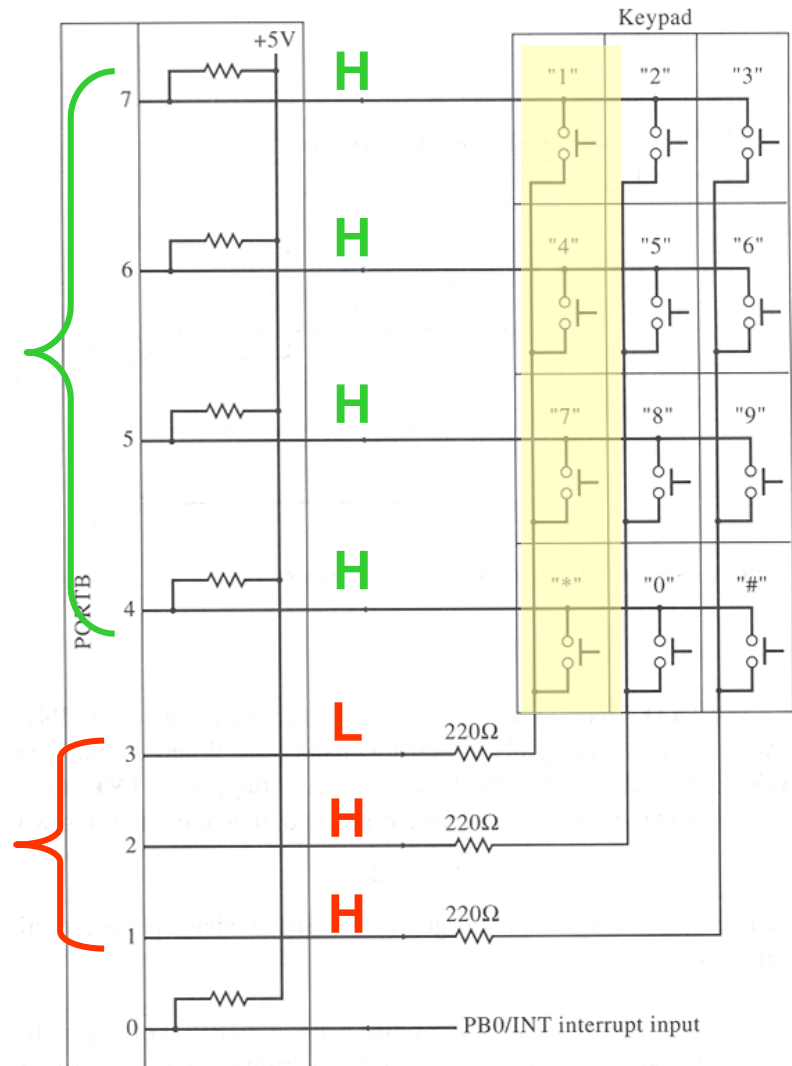 Keypad
+5V
H
7
"1" "2" "3"
H
6
"4" "5" "6"
H
5
"7" "8" "9"
H
4
"*" "0" "#"
PORTB
L
220Ω
3
H
220Ω
2
H
220Ω
1
0
PB0/INT interrupt input